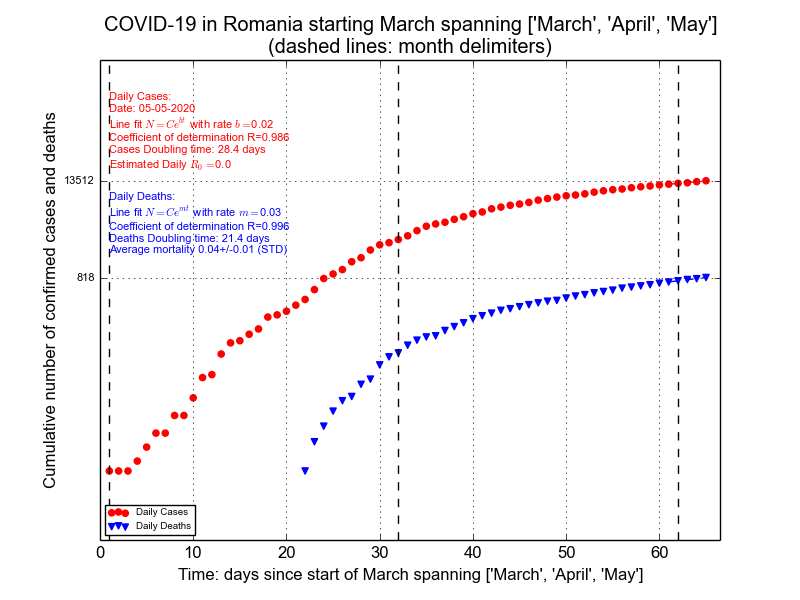 COVID-19 in Romania starting March spanning ['March', 'April', 'May']
(dashed lines: month delimiters)
Cumulative number of confirmed cases and deaths
Daily Cases:
Date: 05-05-2020
Line fit N = Ce^{bt} with rate b = 0.02
Coefficient of determination R=0.986
Cases Doubling time: 28.4 days
Estimated Daily R_0 = 0.0
13512
Daily Deaths:
Line fit N = Ce^{mt} with rate m = 0.03
Coefficient of determination R=0.996
Deaths Doubling time: 21.4 days
Average mortality 0.04+/-0.01 (STD)
818
Daily Cases
Daily Deaths
0 10 20 30 40 50 60
Time: days since start of March spanning ['March', 'April', 'May']